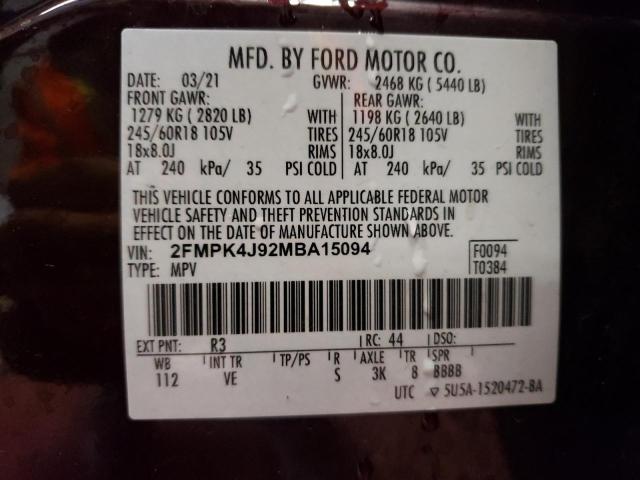 MFD. BY FORD MOTOR CO.
DATE: 03/21 GVWR: 2468 KG ( 5440 LB)
FRONT GAWR: REAR GAWR:
1279 KG ( 2820 LB) WITH 1198 KG ( 2640 LB) WITH
245/60R18 105V TIRES 245/60R18 105V TIRES
18x8.0J RIMS 18x8.0J RIMS
AT 240 kPa/ 35 PSI COLD AT 240 kPa/ 35 PSI COLD
THIS VEHICLE CONFORMS TO ALL APPLICABLE FEDERAL MOTOR
VEHICLE SAFETY AND THEFT PREVENTION STANDARDS IN
EFFECT ON THE DATE OF MANUFACTURE SHOWN ABOVE.
VIN: 2FMPK4J92MBA15094 F0094
TYPE: MPV T0384
EXT PNT: R3 RC: 44 DSO:
WB INT TR TP/PS R AXLE TR SPR
112 VE S 3K 8 BBBB
UTC ▽ 5U5A-1520472-BA